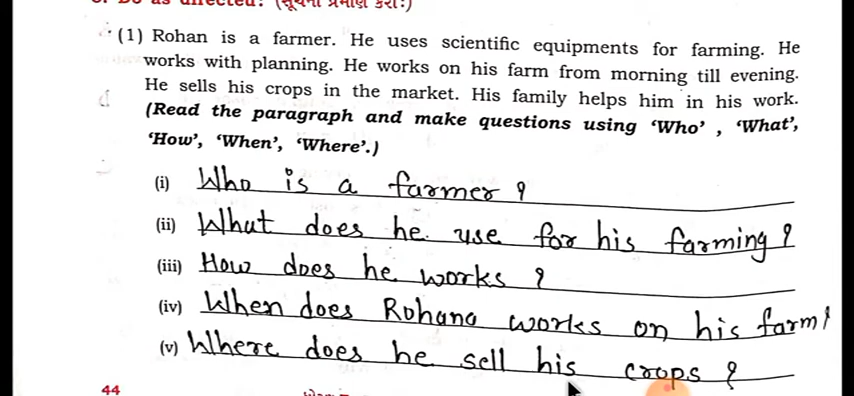 (સૂચના પ્રમાણે કરો:)
(1) Rohan is a farmer. He uses scientific equipments for farming. He
works with planning. He works on his farm from morning till evening.
He sells his crops in the market. His family helps him in his work.
(Read the paragraph and make questions using ‘Who’ , ‘What’,
‘How’, ‘When’, ‘Where’.)
(i) Who is a farmer ?
(ii) What does he use for his farming ?
(iii) How does he works ?
(iv) When does Rohana works on his farm ?
(v) Where does he sell his crops ?
44